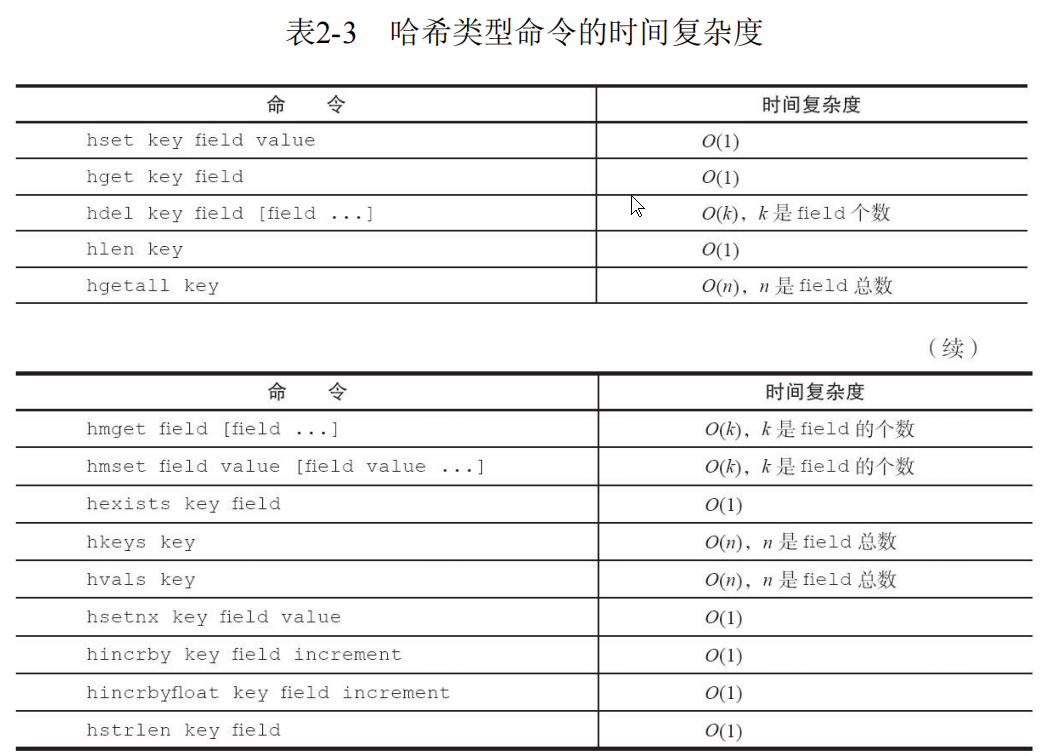 表2-3 哈希类型命令的时间复杂度
命 令 时间复杂度
hset key field value O(1)
hget key field O(1)
hdel key field [field ...] O(k)，k 是 field 个数
hlen key O(1)
hgetall key O(n)，n 是 field 总数
（续）
命 令 时间复杂度
hmget field [field ...] O(k)，k 是 field 的个数
hmset field value [field value ...] O(k)，k 是 field 的个数
hexists key field O(1)
hkeys key O(n)，n 是 field 总数
hvals key O(n)，n 是 field 总数
hsetnx key field value O(1)
hincrby key field increment O(1)
hincrbyfloat key field increment O(1)
hstrlen key field O(1)